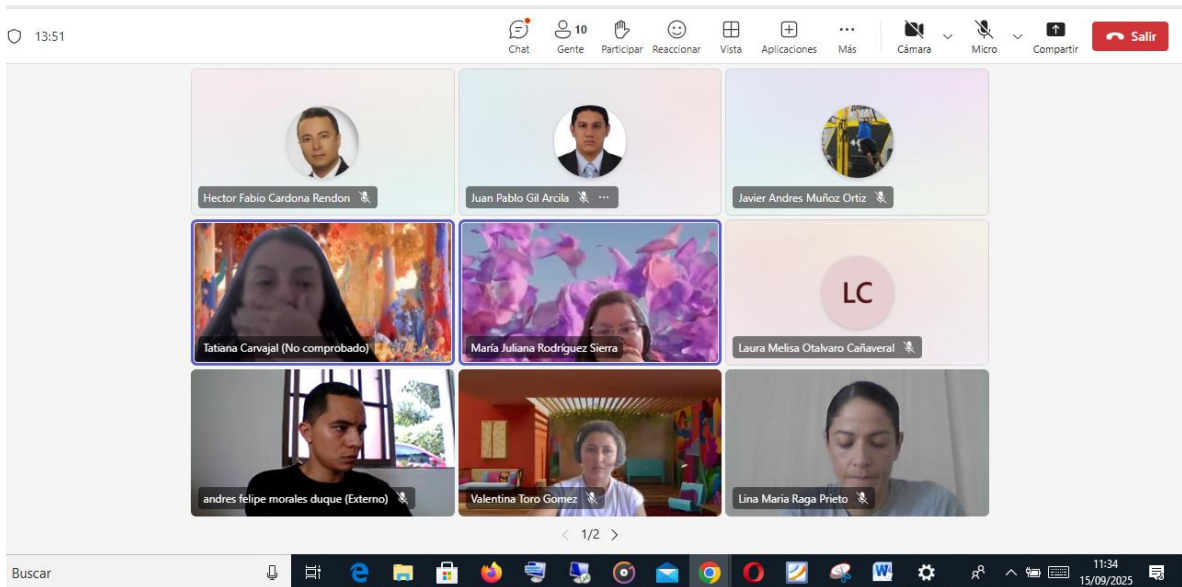 13:51
10
Chat
Gente
Participar
Reaccionar
Vista
Aplicaciones
Más
Cámara
Micro
Compartir
Salir
Hector Fabio Cardona Rendon
Juan Pablo Gil Arcila
Javier Andres Muñoz Ortiz
Tatiana Carvajal (No comprobado)
María Juliana Rodríguez Sierra
LC
Laura Melisa Otalvaro Cañaveral
andres felipe morales duque (Externo)
Valentina Toro Gomez
Lina Maria Raga Prieto
1/2
Buscar
11:34
15/09/2025